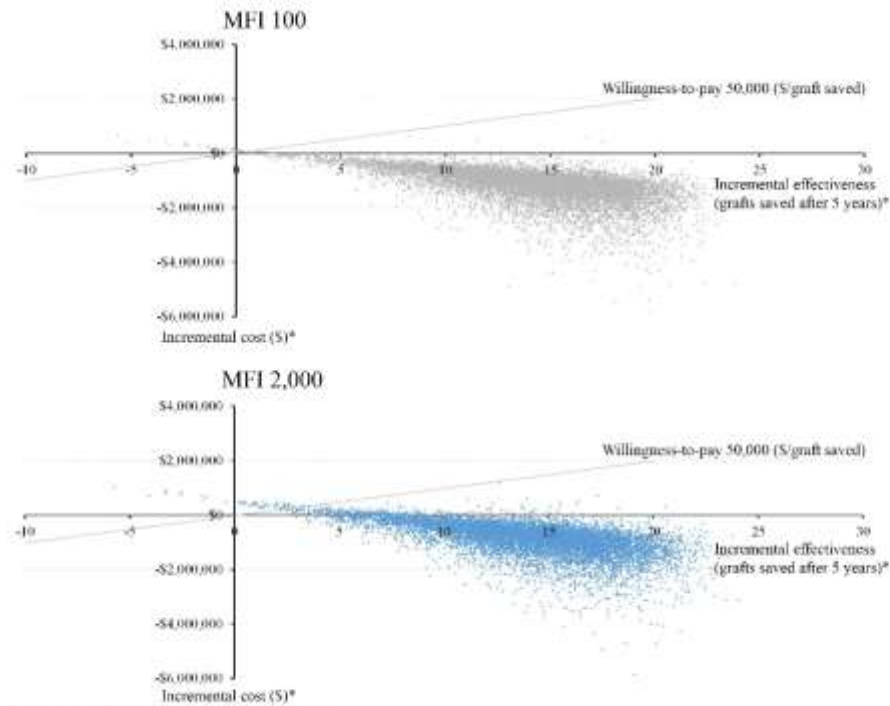 MFI 100
$4,000,000
Willingness-to-pay 50,000 ($/graft saved)
$2,000,000
$0
-10 -5 0 5 10 15 20 25 30
Incremental effectiveness
(grafts saved after 5 years)*
-$2,000,000
-$4,000,000
-$6,000,000
Incremental cost ($)*
MFI 2,000
$4,000,000
Willingness-to-pay 50,000 ($/graft saved)
$2,000,000
$0
-10 -5 0 5 10 15 20 25 30
Incremental effectiveness
(grafts saved after 5 years)*
-$2,000,000
-$4,000,000
-$6,000,000
Incremental cost ($)*